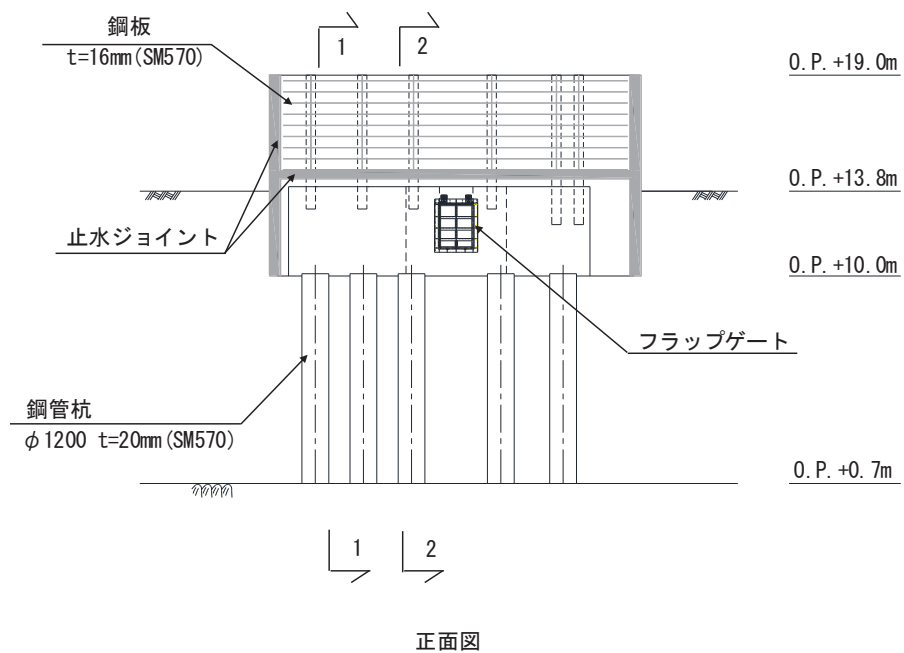 鋼板
t=16mm(SM570)
1
2
O.P.+19.0m
O.P.+13.8m
止水ジョイント
O.P.+10.0m
フラップゲート
鋼管杭
φ1200 t=20mm(SM570)
O.P.+0.7m
1
2
正面図